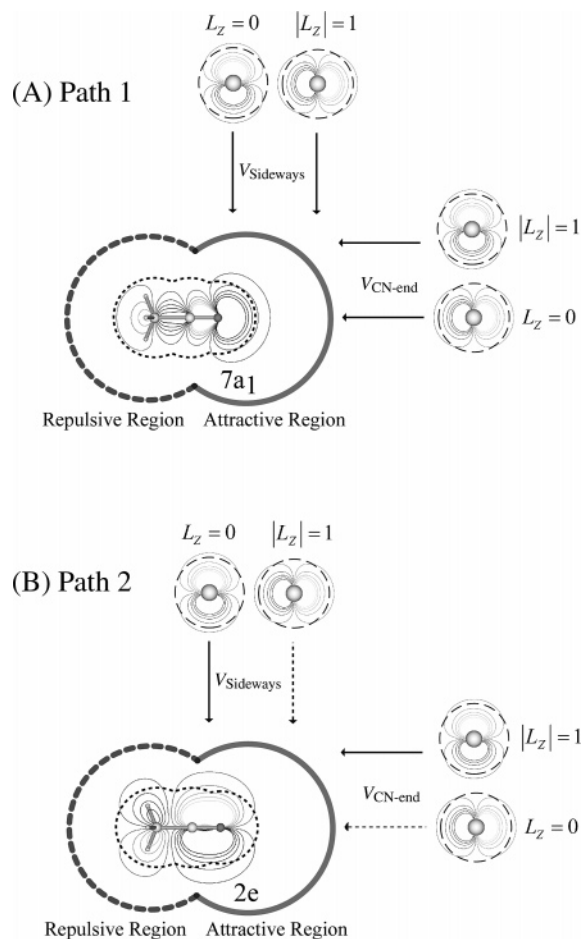 L_Z = 0 |L_Z| = 1
(A) Path 1
V_Sideways
|L_Z| = 1
V_CN-end
L_Z = 0
7a_1
Repulsive Region Attractive Region
L_Z = 0 |L_Z| = 1
(B) Path 2
V_Sideways
|L_Z| = 1
V_CN-end
L_Z = 0
2e
Repulsive Region Attractive Region